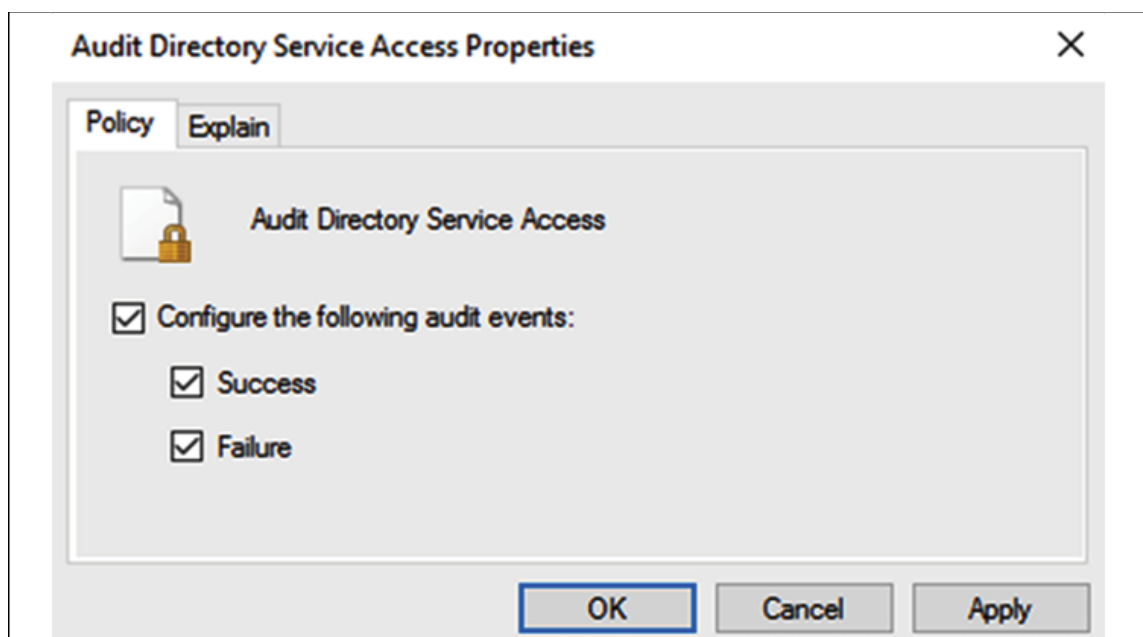 Audit Directory Service Access Properties
Policy
Explain
Audit Directory Service Access
Configure the following audit events:
Success
Failure
OK
Cancel
Apply